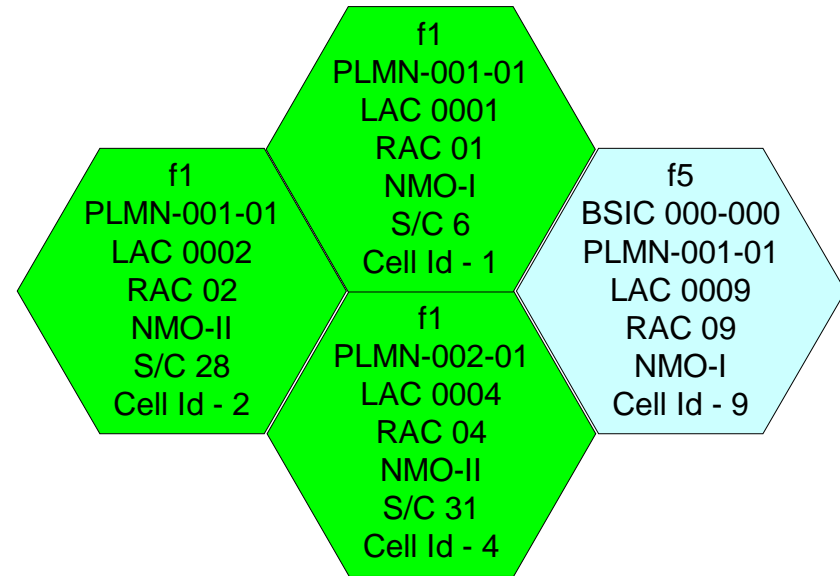 f1
PLMN-001-01
LAC 0001
RAC 01
NMO-I
S/C 6
Cell Id - 1
f1
PLMN-001-01
LAC 0002
RAC 02
NMO-II
S/C 28
Cell Id - 2
f5
BSIC 000-000
PLMN-001-01
LAC 0009
RAC 09
NMO-I
Cell Id - 9
f1
PLMN-002-01
LAC 0004
RAC 04
NMO-II
S/C 31
Cell Id - 4